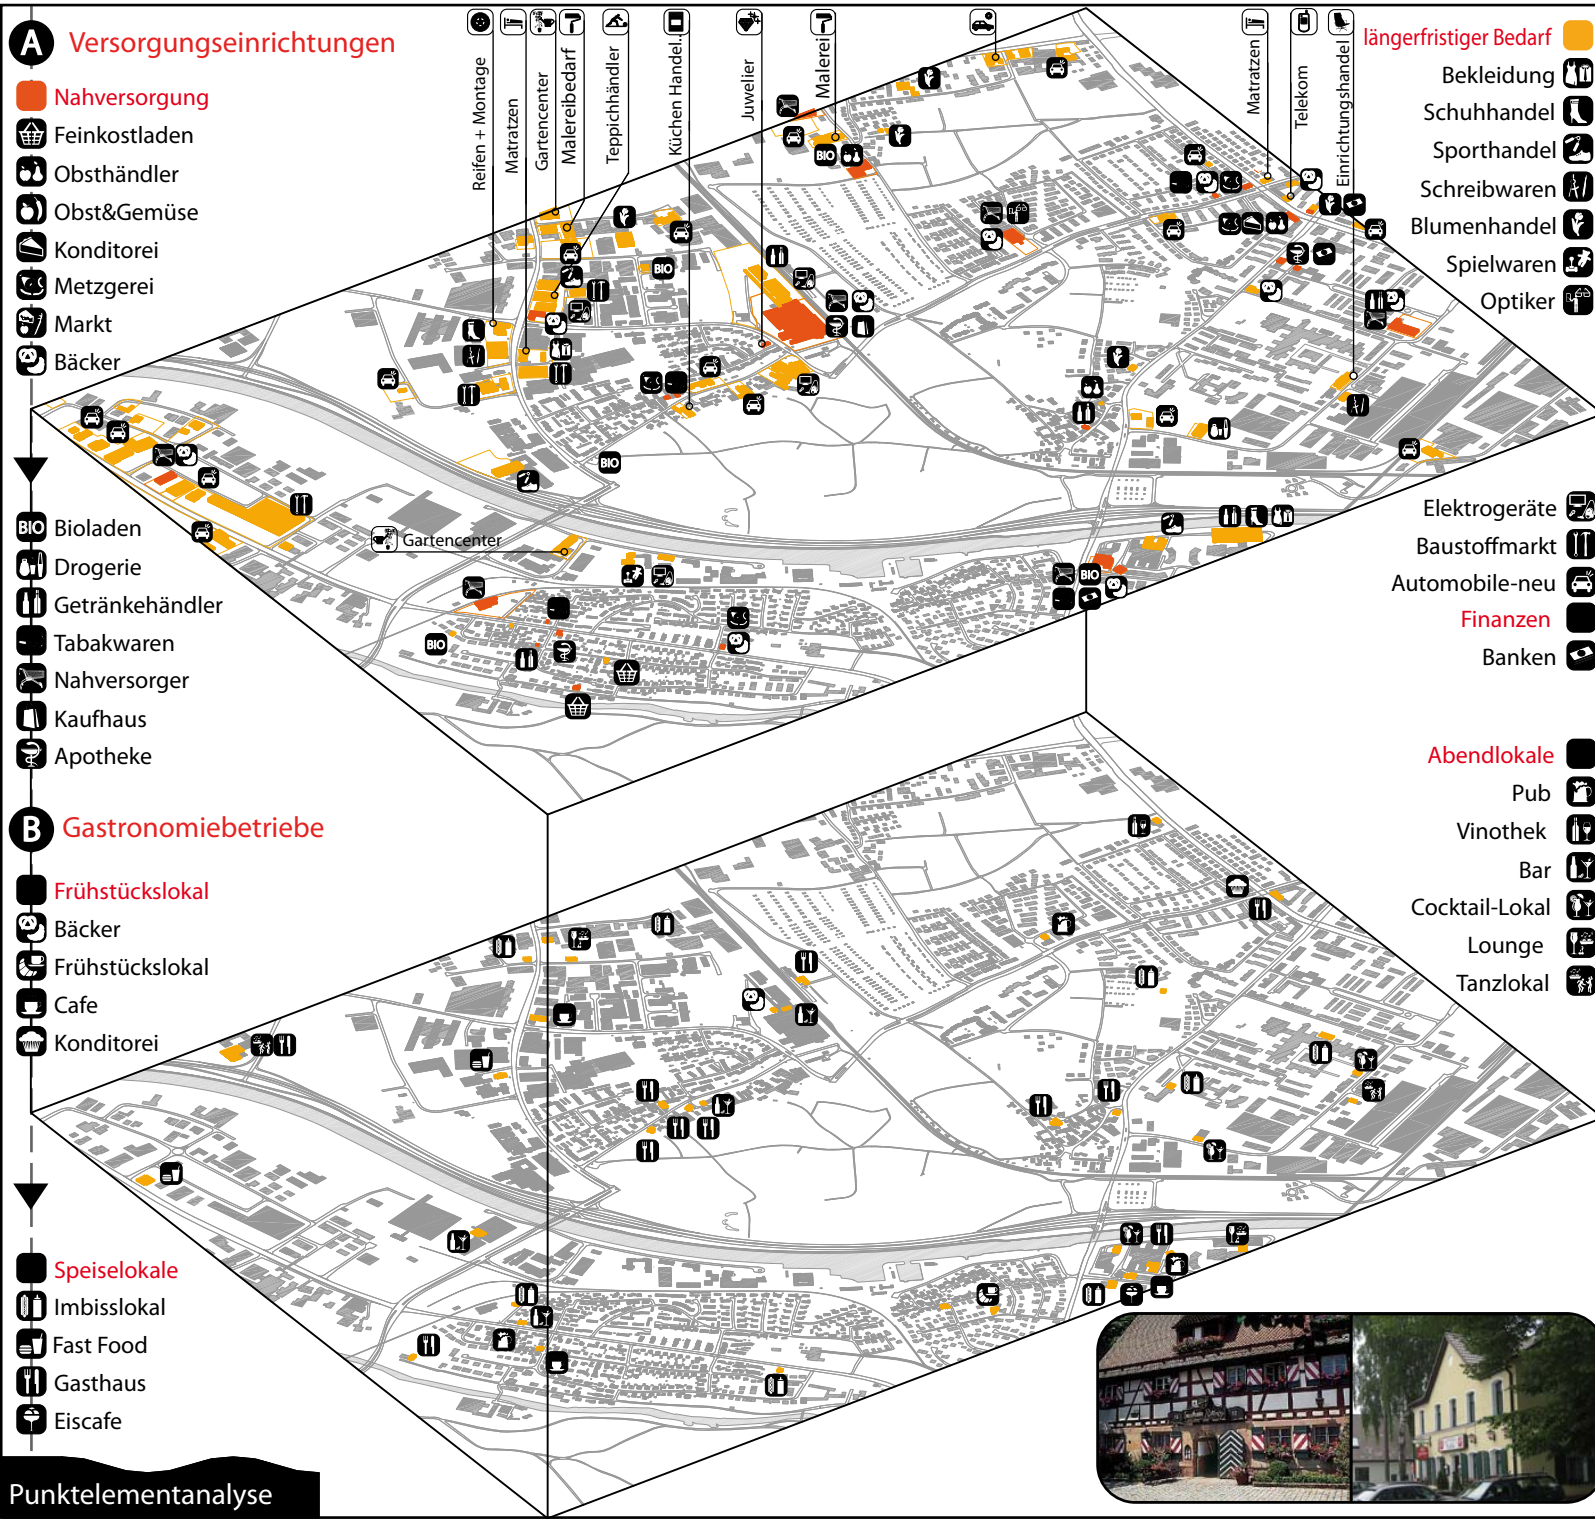 A Versorgungseinrichtungen
Nahversorgung
Feinkostladen
Obsthändler
Obst&Gemüse
Konditorei
Metzgerei
Markt
Bäcker
BIO Bioladen
Drogerie
Getränkehändler
Tabakwaren
Nahversorger
Kaufhaus
Apotheke
Reifen + Montage
Matratzen
Gartencenter
Malereibedarf
Teppichhändler
Küchen Handel..
Juwelier
Malerei
Matratzen
Telekom
Einrichtungshandel
längerfristiger Bedarf
Bekleidung
Schuhhandel
Sporthandel
Schreibwaren
Blumenhandel
Spielwaren
Optiker
Elektrogeräte
Baustoffmarkt
Automobile-neu
Finanzen
Banken
BIO
BIO
BIO
Gartencenter
BIO
BIO
B Gastronomiebetriebe
Frühstückslokal
Bäcker
Frühstückslokal
Cafe
Konditorei
Speiselokale
Imbisslokal
Fast Food
Gasthaus
Eiscafe
Abendlokale
Pub
Vinothek
Bar
Cocktail-Lokal
Lounge
Tanzlokal
Punktelementanalyse